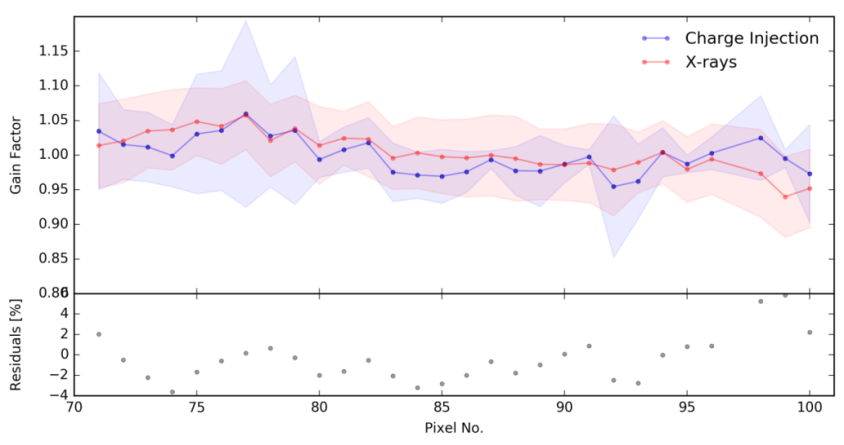 Charge Injection
X-rays
Gain Factor
1.15
1.10
1.05
1.00
0.95
0.90
0.85
0.80
Residuals [%]
6
4
2
0
−2
−4
70 75 80 85 90 95 100
Pixel No.